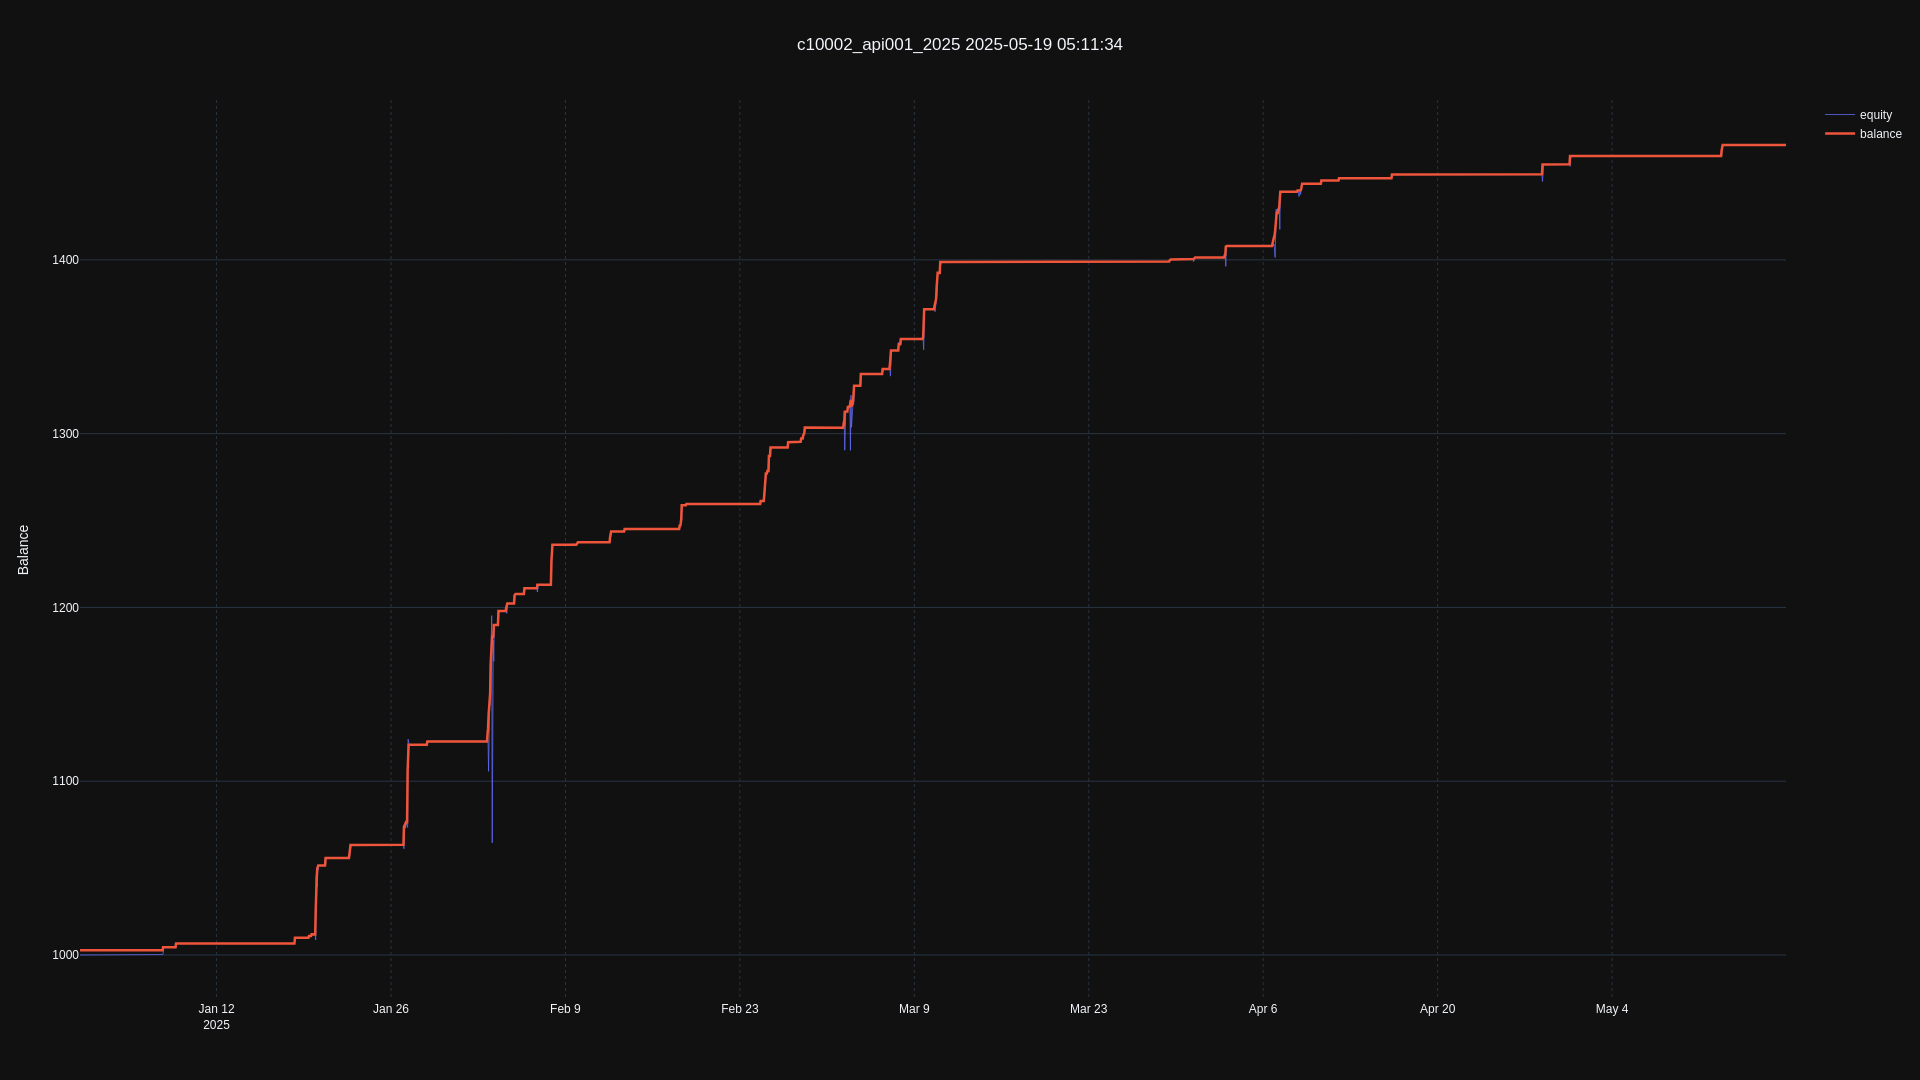 c10002_api001_2025 2025-05-19 05:11:34
equity
balance
Balance
1400
1300
1200
1100
1000
Jan 12
2025
Jan 26
Feb 9
Feb 23
Mar 9
Mar 23
Apr 6
Apr 20
May 4